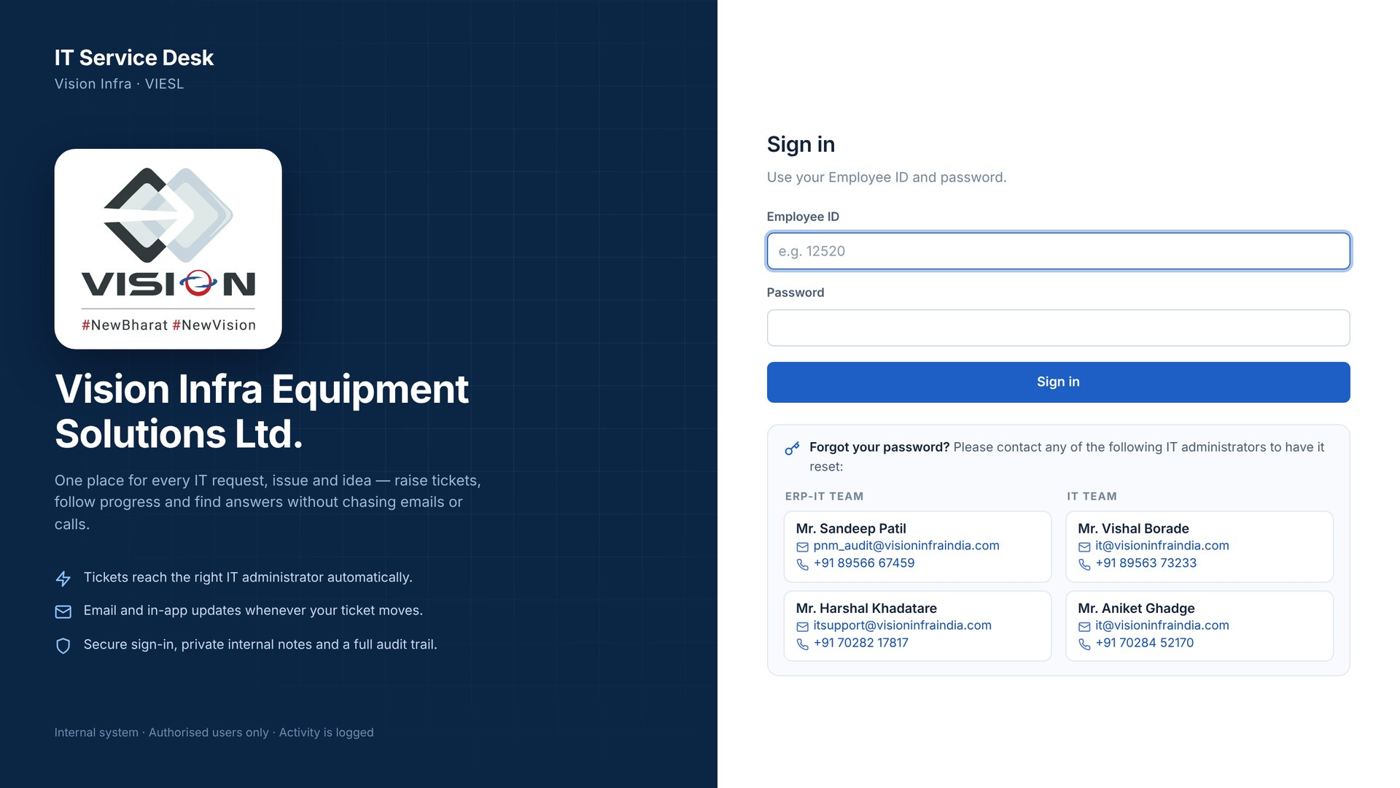 IT Service Desk
Vision Infra · VIESL
VISION
#NewBharat #NewVision
Vision Infra Equipment
Solutions Ltd.
One place for every IT request, issue and idea — raise tickets,
follow progress and find answers without chasing emails or
calls.
Tickets reach the right IT administrator automatically.
Email and in-app updates whenever your ticket moves.
Secure sign-in, private internal notes and a full audit trail.
Internal system · Authorised users only · Activity is logged
Sign in
Use your Employee ID and password.
Employee ID
e.g. 12520
Password
Sign in
Forgot your password? Please contact any of the following IT administrators to have it
reset:
ERP-IT TEAM
Mr. Sandeep Patil
pnm_audit@visioninfraindia.com
+91 89566 67459
Mr. Harshal Khadatare
itsupport@visioninfraindia.com
+91 70282 17817
IT TEAM
Mr. Vishal Borade
it@visioninfraindia.com
+91 89563 73233
Mr. Aniket Ghadge
it@visioninfraindia.com
+91 70284 52170